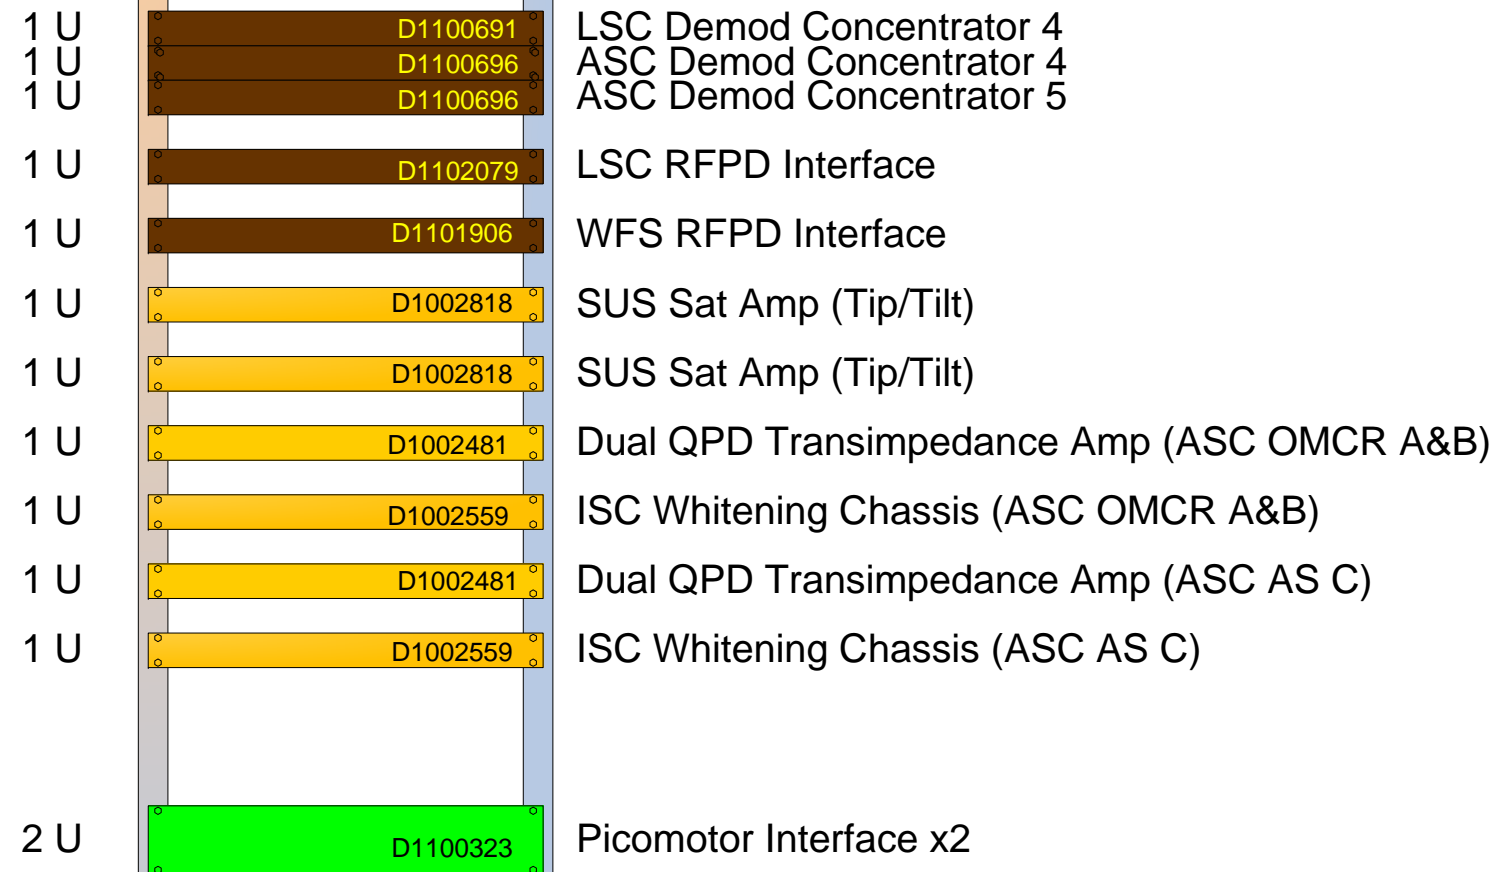 1 U D1100691 LSC Demod Concentrator 4
1 U D1100696 ASC Demod Concentrator 4
1 U D1100696 ASC Demod Concentrator 5
1 U D1102079 LSC RFPD Interface
1 U D1101906 WFS RFPD Interface
1 U D1002818 SUS Sat Amp (Tip/Tilt)
1 U D1002818 SUS Sat Amp (Tip/Tilt)
1 U D1002481 Dual QPD Transimpedance Amp (ASC OMCR A&B)
1 U D1002559 ISC Whitening Chassis (ASC OMCR A&B)
1 U D1002481 Dual QPD Transimpedance Amp (ASC AS C)
1 U D1002559 ISC Whitening Chassis (ASC AS C)
2 U D1100323 Picomotor Interface x2